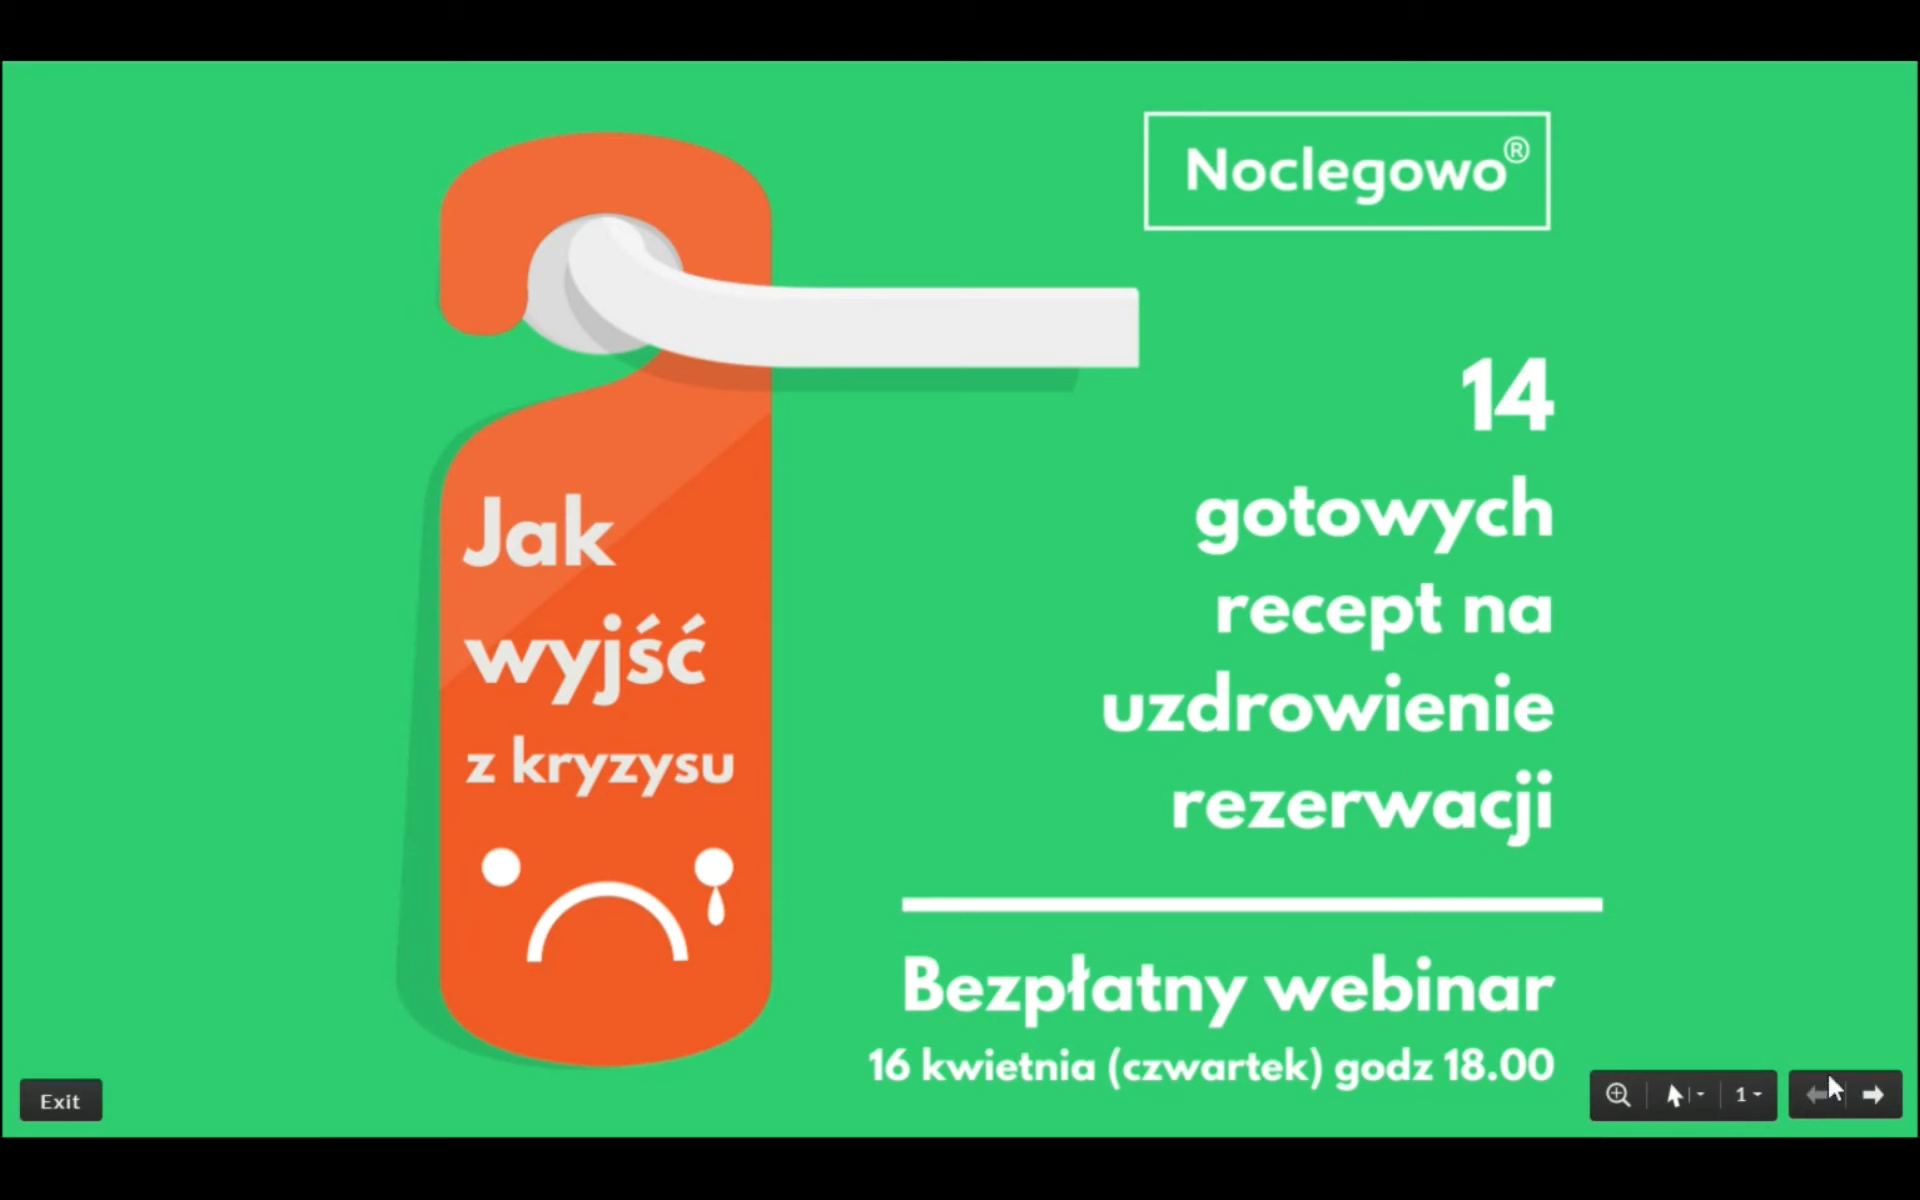 Noclegowo®
Jak
wyjść
z kryzysu
14
gotowych
recept na
uzdrowienie
rezerwacji
Bezpłatny webinar
16 kwietnia (czwartek) godz 18.00
Exit
1